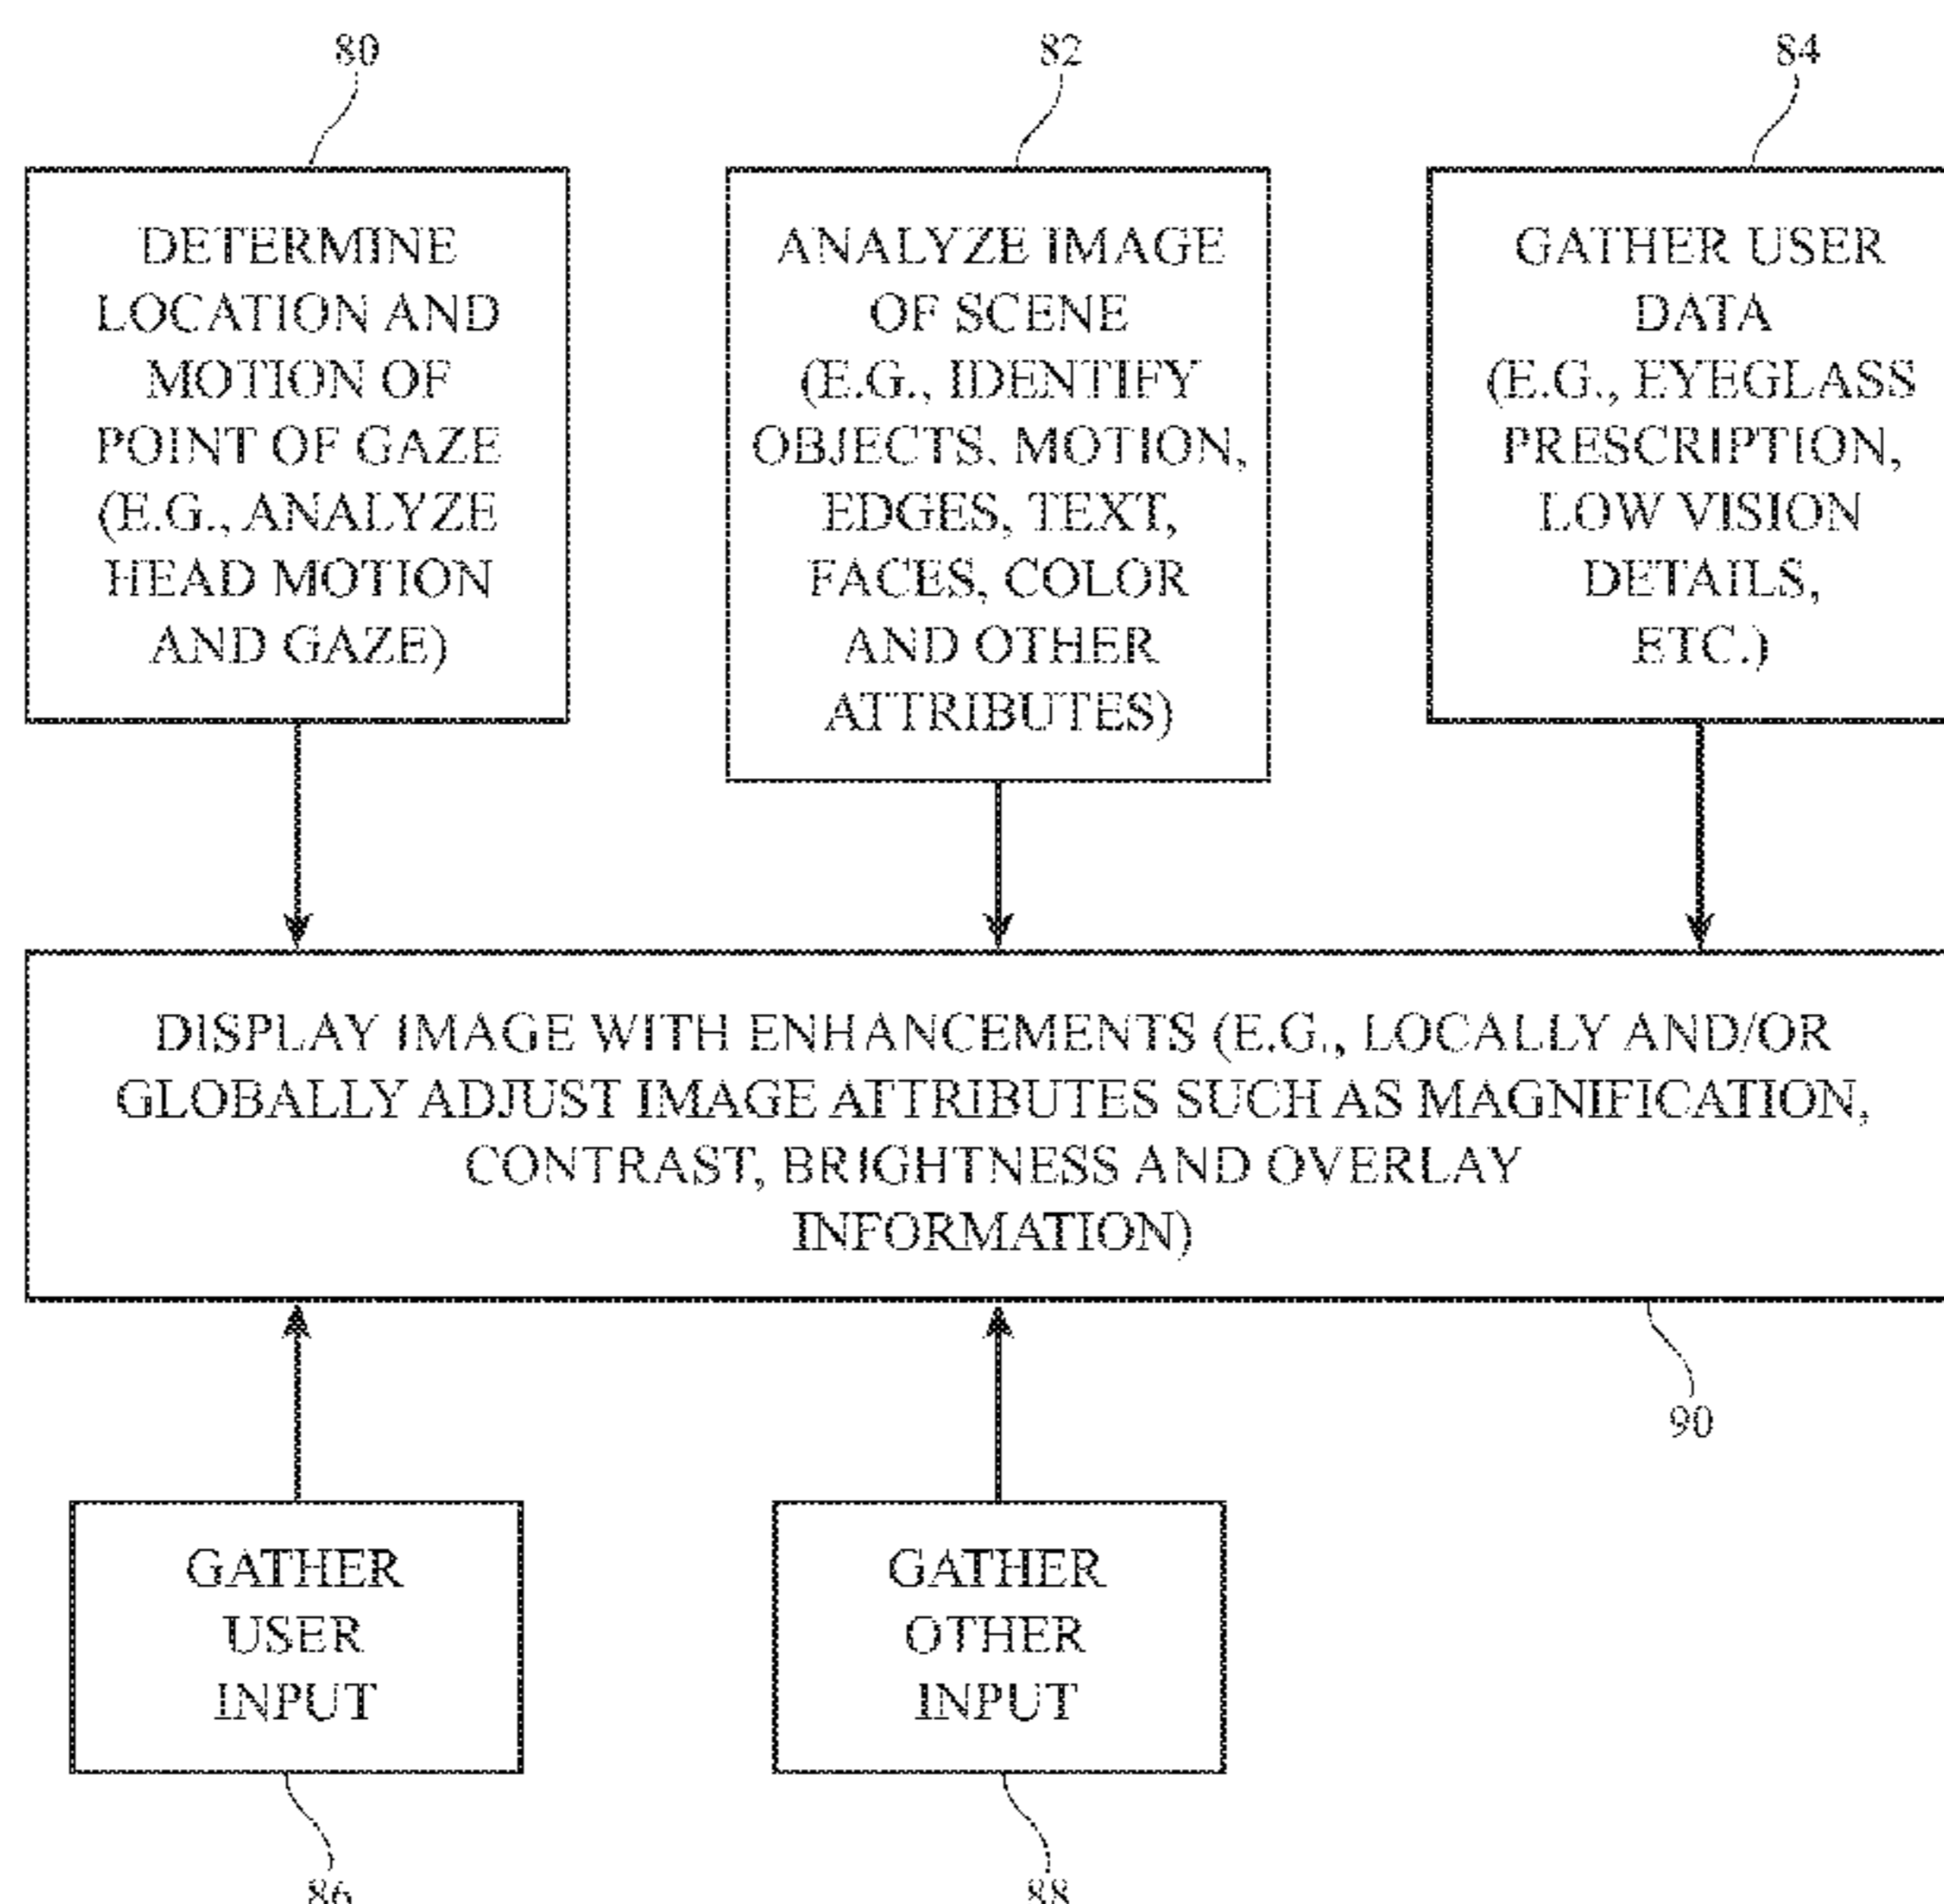 80
82
84
DETERMINE
LOCATION AND
MOTION OF
POINT OF GAZE
(E.G., ANALYZE
HEAD MOTION
AND GAZE)
ANALYZE IMAGE
OF SCENE
(E.G., IDENTIFY
OBJECTS, MOTION,
EDGES, TEXT,
FACES, COLOR
AND OTHER
ATTRIBUTES)
GATHER USER
DATA
(E.G., EYEGLASS
PRESCRIPTION,
LOW VISION
DETAILS,
ETC.)
DISPLAY IMAGE WITH ENHANCEMENTS (E.G., LOCALLY AND/OR
GLOBALLY ADJUST IMAGE ATTRIBUTES SUCH AS MAGNIFICATION,
CONTRAST, BRIGHTNESS AND OVERLAY
INFORMATION)
90
GATHER
USER
INPUT
GATHER
OTHER
INPUT
86
88